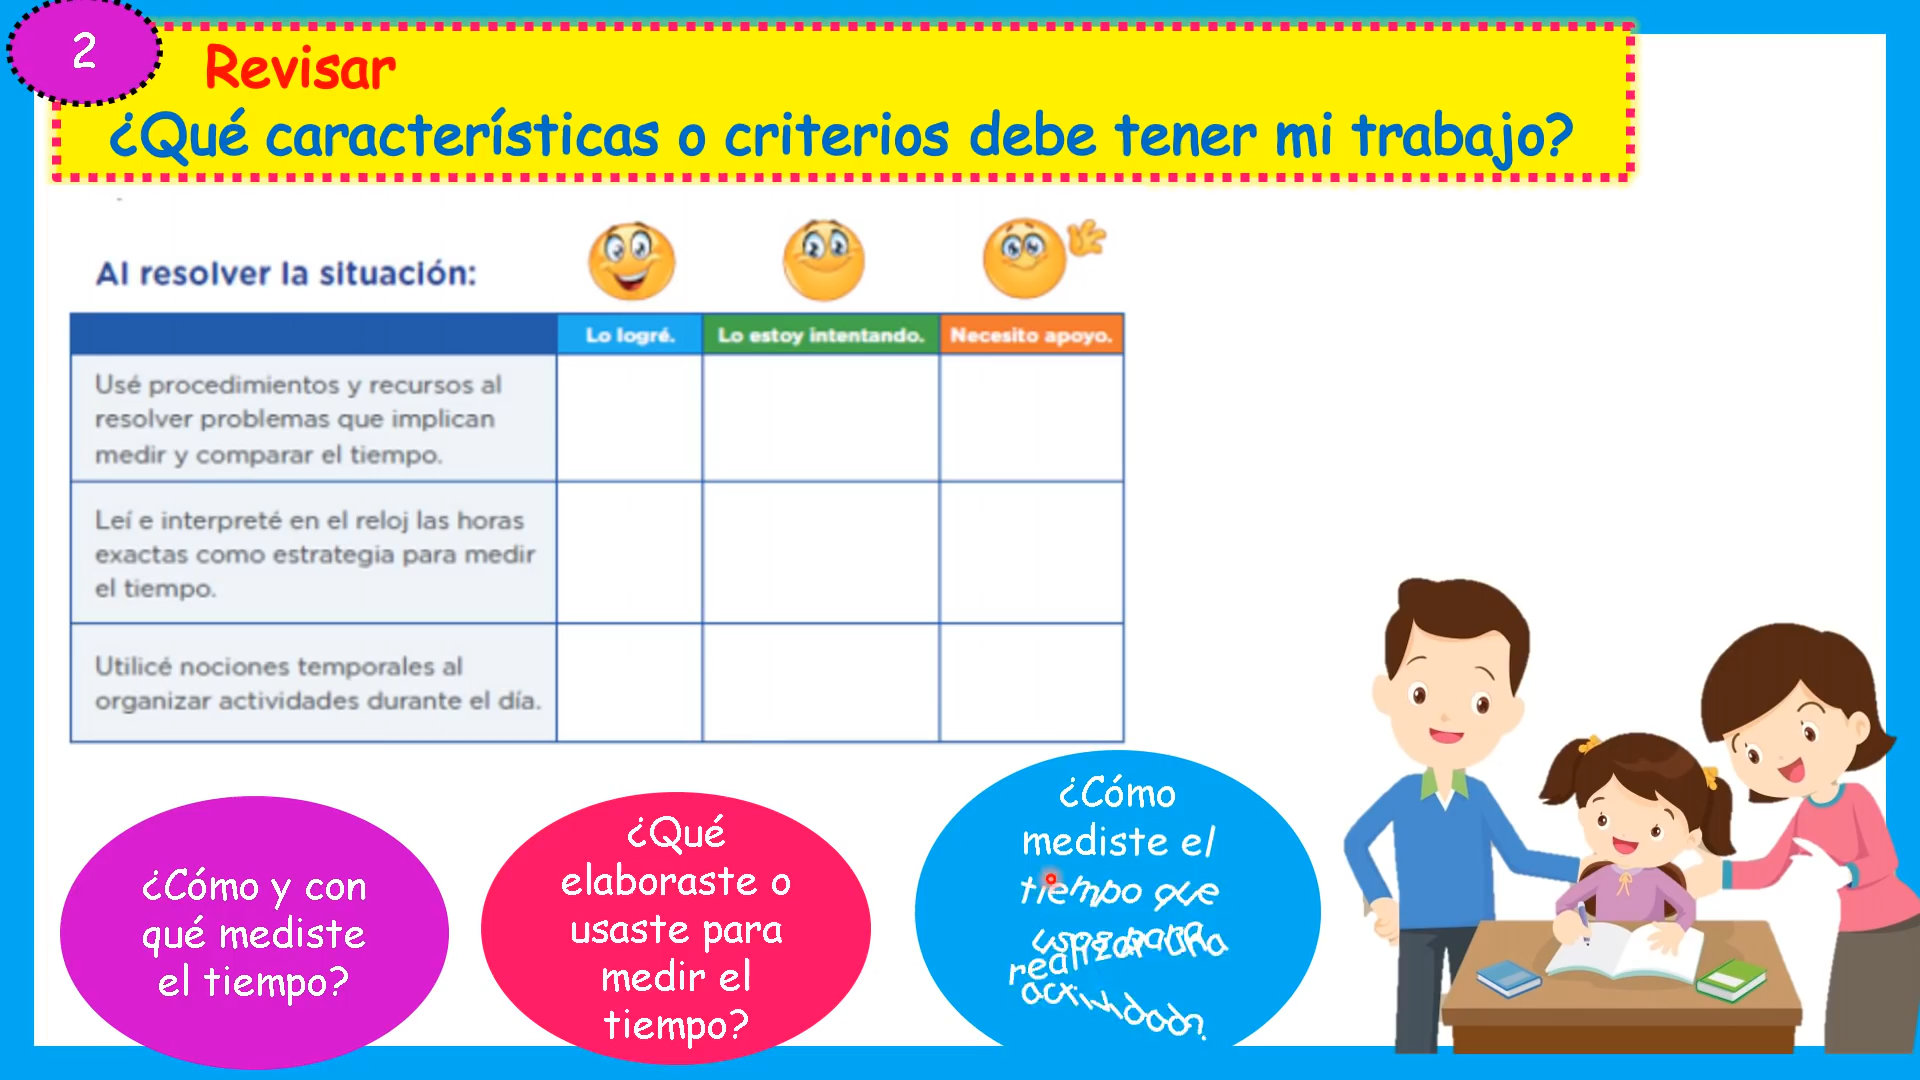 2
Revisar
¿Qué características o criterios debe tener mi trabajo?
Al resolver la situación:
Lo logré.
Lo estoy intentando.
Necesito apoyo.
Usé procedimientos y recursos al
resolver problemas que implican
medir y comparar el tiempo.
Leí e interpreté en el reloj las horas
exactas como estrategia para medir
el tiempo.
Utilicé nociones temporales al
organizar actividades durante el día.
¿Cómo y con
qué mediste
el tiempo?
¿Qué
elaboraste o
usaste para
medir el
tiempo?
¿Cómo
mediste el
tiempo que
realizar
actividad?